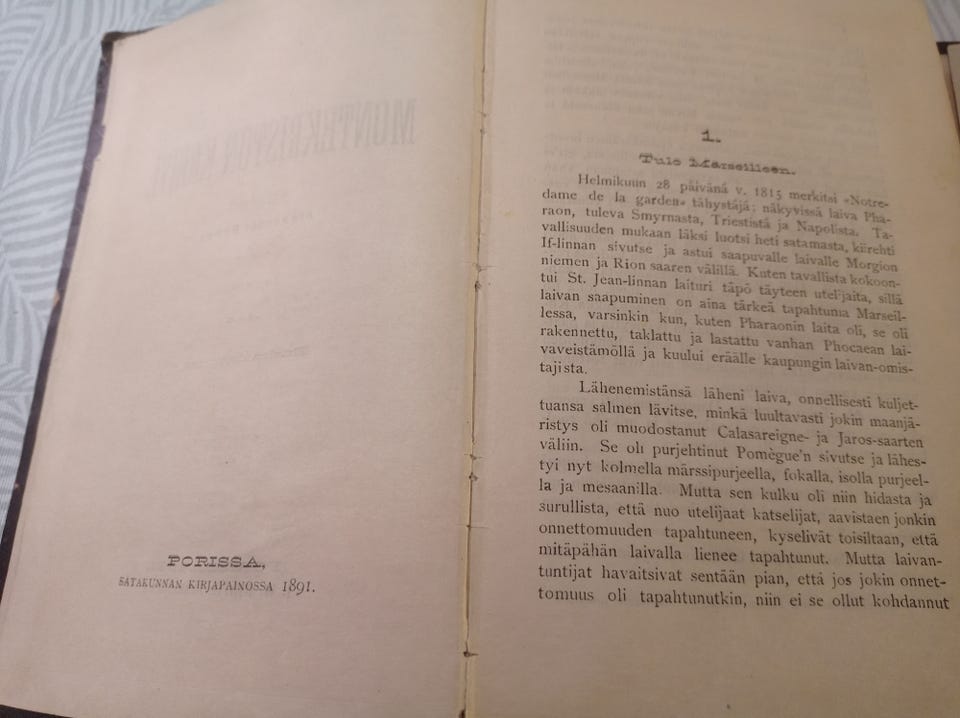 PORISSA,
SATAKUNNAN KIRJAPAINOSSA 1891.
1.
Tulo Marseilleen.
Helmikuun 28 päivänä v. 1815 merkitsi «Notre-
dame de la garden» tähystäjä: näkyvissä laiva Pha-
raon, tuleva Smyrnasta, Triestistä ja Napolista. Ta-
vallisuuden mukaan läksi luotsi heti satamasta, kiirehti
If-linnan sivutse ja astui saapuvalle laivalle Morgion
niemen ja Rion saaren välillä. Kuten tavallista kokoon-
tui St. Jean-linnan laituri täpö täyteen uteljaita, sillä
laivan saapuminen on aina tärkeä tapahtuma Marseil-
lessa, varsinkin kun, kuten Pharaonin laita oli, se oli
rakennettu, taklattu ja lastattu vanhan Phocaean lai-
vaveistämöllä ja kuului eräälle kaupungin laivan-omis-
tajista.
Lähenemistänsä läheni laiva, onnellisesti kuljet-
tuansa salmen lävitse, minkä luultavasti jokin maanjä-
ristys oli muodostanut Calasareigne- ja Jaros-saarten
väliin. Se oli purjehtinut Pomègue'n sivutse ja lähes-
tyi nyt kolmella märssipurjeella, fokalla, isolla purjeel-
la ja mesaanilla. Mutta sen kulku oli niin hidasta ja
surullista, että nuo utelijaat katselijat, aavistaen jonkin
onnettomuuden tapahtuneen, kyselivät toisiltan, että
mitäpähän laivalla lienee tapahtunut. Mutta laivan-
tuntijat havaitsivat sentään pian, että jos jokin onnet-
tomuus oli tapahtunutkin, niin ei se ollut kohdannut